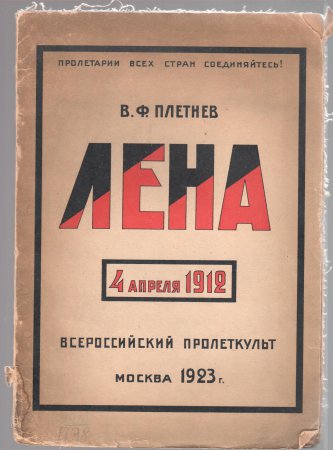 ПРОЛЕТАРИИ ВСЕХ СТРАН СОЕДИНЯЙТЕСЬ!
В. Ф. ПЛЕТНЕВ
ЛЕНА
4 АПРЕЛЯ 1912
ВСЕРОССИЙСКИЙ ПРОЛЕТКУЛЬТ
МОСКВА 1923 г.